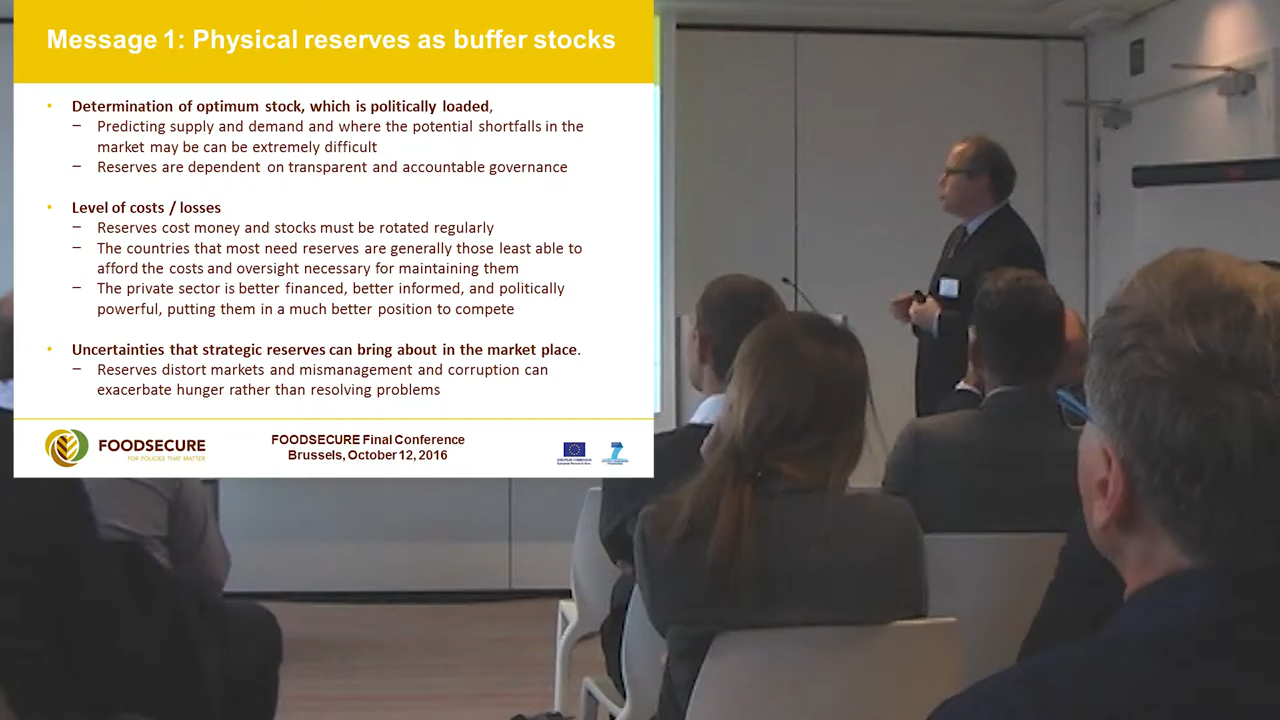 Message 1: Physical reserves as buffer stocks
• Determination of optimum stock, which is politically loaded,
– Predicting supply and demand and where the potential shortfalls in the
market may be can be extremely difficult
– Reserves are dependent on transparent and accountable governance
• Level of costs / losses
– Reserves cost money and stocks must be rotated regularly
– The countries that most need reserves are generally those least able to
afford the costs and oversight necessary for maintaining them
– The private sector is better financed, better informed, and politically
powerful, putting them in a much better position to compete
• Uncertainties that strategic reserves can bring about in the market place.
– Reserves distort markets and mismanagement and corruption can
exacerbate hunger rather than resolving problems
FOODSECURE
FOR POLICIES THAT MATTER
FOODSECURE Final Conference
Brussels, October 12, 2016
EUROPEAN COMMISSION
European Research Area